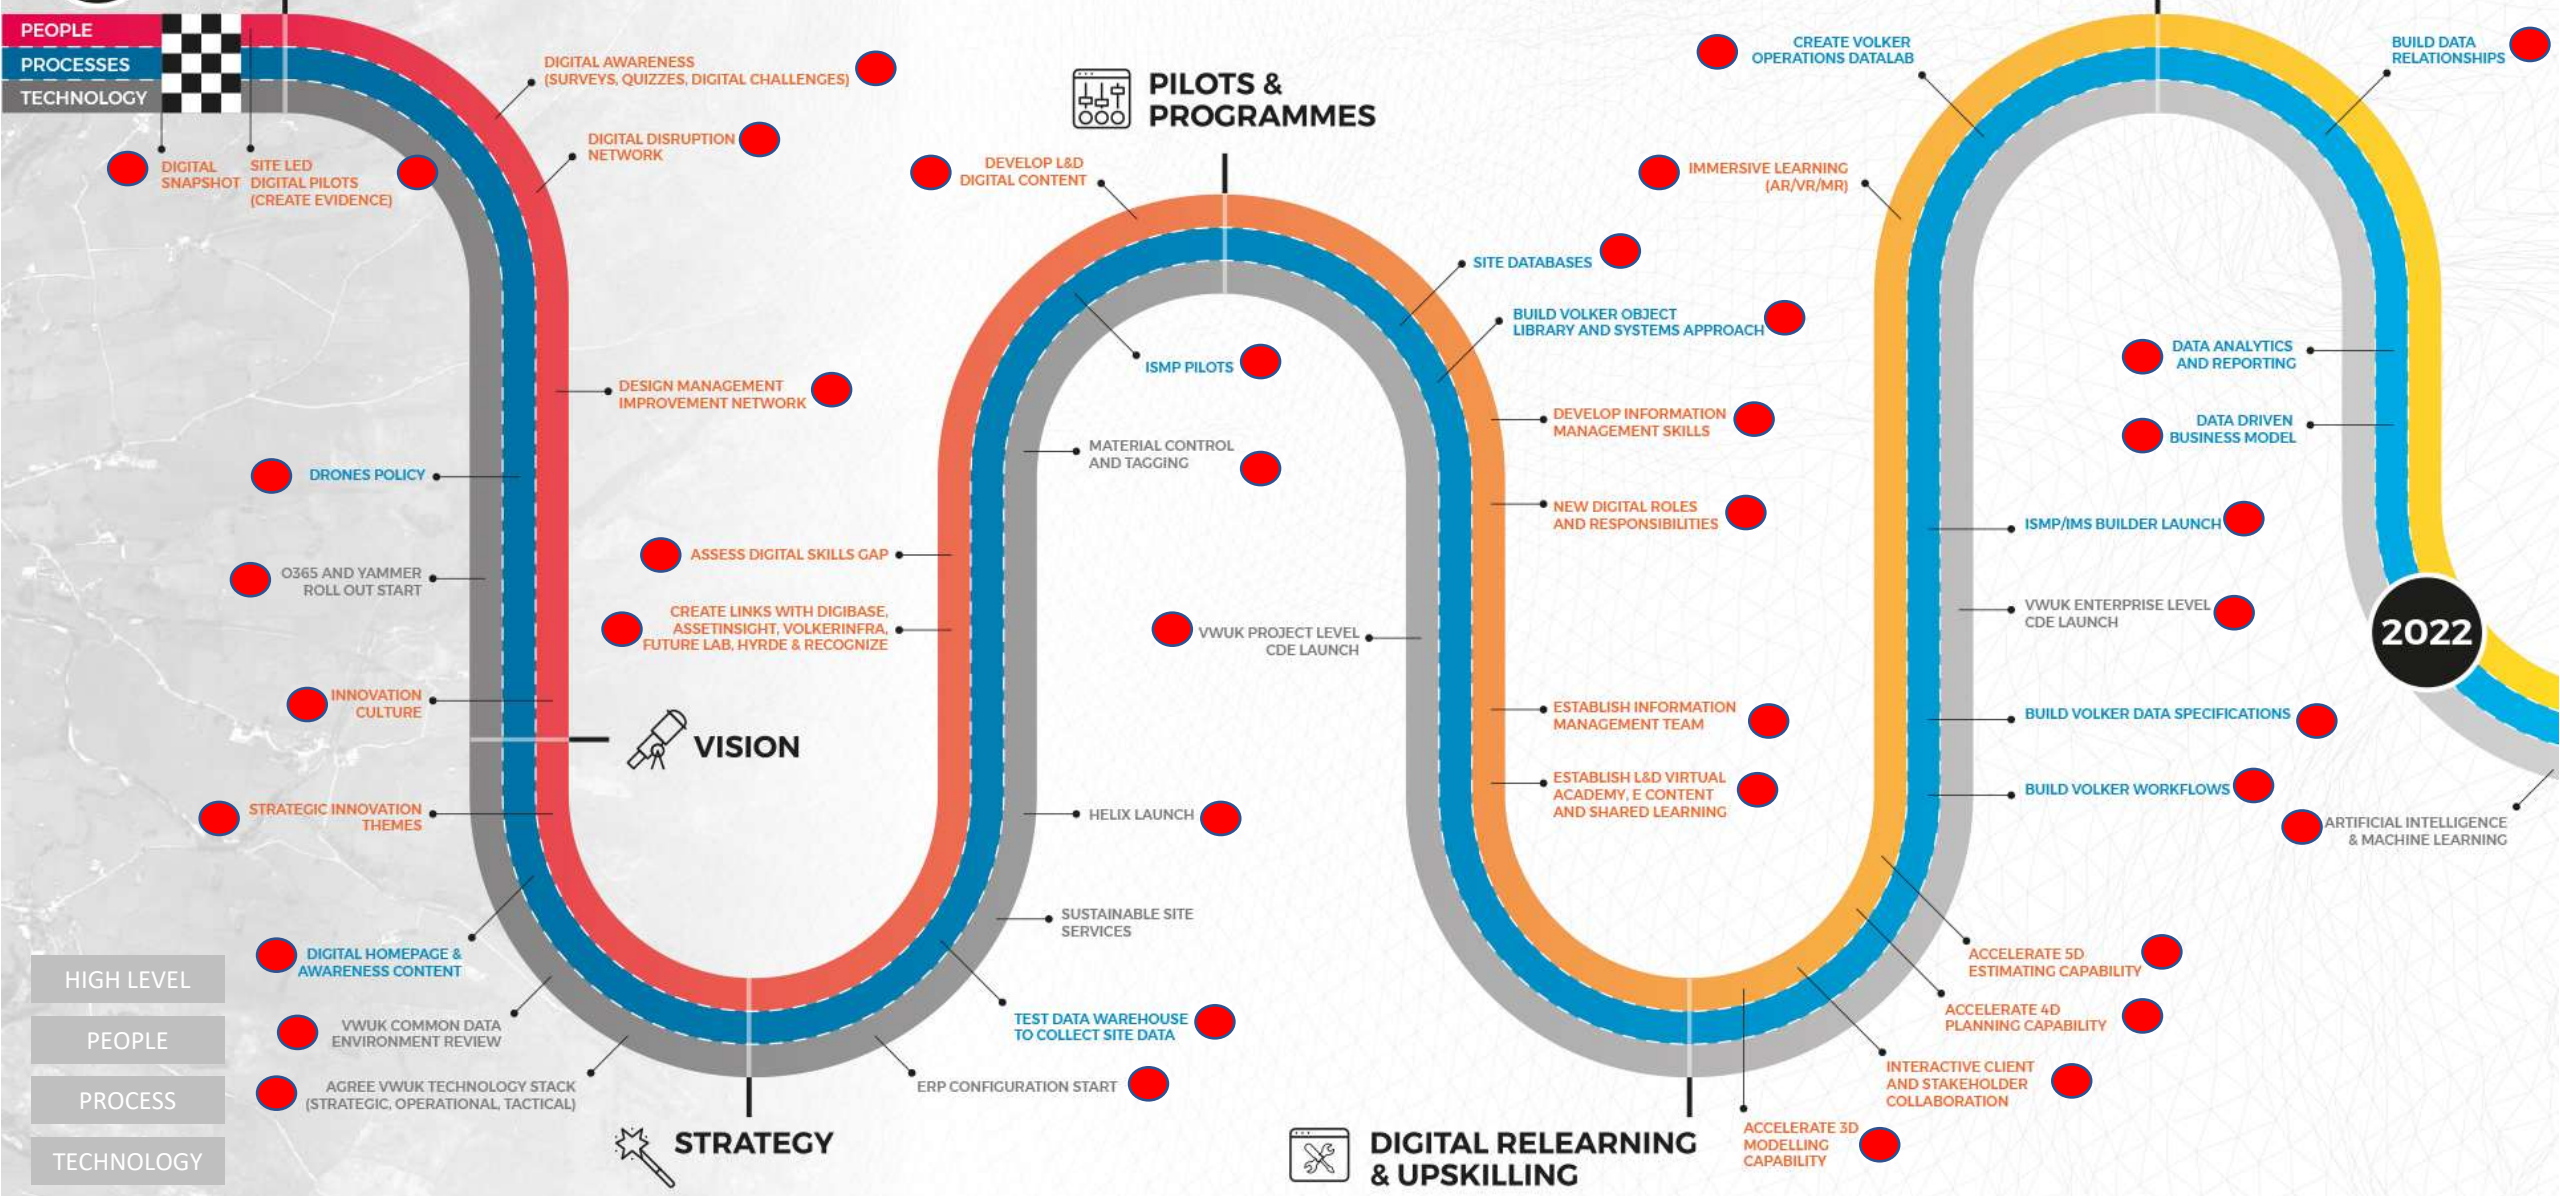 PEOPLE
PROCESSES
TECHNOLOGY
DIGITAL
SNAPSHOT
SITE LED
DIGITAL PILOTS
(CREATE EVIDENCE)
DIGITAL AWARENESS
(SURVEYS, QUIZZES, DIGITAL CHALLENGES)
DIGITAL DISRUPTION
NETWORK
DESIGN MANAGEMENT
IMPROVEMENT NETWORK
DRONES POLICY
O365 AND YAMMER
ROLL OUT START
INNOVATION
CULTURE
VISION
STRATEGIC INNOVATION
THEMES
DIGITAL HOMEPAGE &
AWARENESS CONTENT
VWUK COMMON DATA
ENVIRONMENT REVIEW
AGREE VWUK TECHNOLOGY STACK
(STRATEGIC, OPERATIONAL, TACTICAL)
HIGH LEVEL
PEOPLE
PROCESS
TECHNOLOGY
STRATEGY
ERP CONFIGURATION START
TEST DATA WAREHOUSE
TO COLLECT SITE DATA
SUSTAINABLE SITE
SERVICES
HELIX LAUNCH
CREATE LINKS WITH DIGIBASE,
ASSETINSIGHT, VOLKERINFRA,
FUTURE LAB, HYRDE & RECOGNIZE
ASSESS DIGITAL SKILLS GAP
MATERIAL CONTROL
AND TAGGING
ISMP PILOTS
DEVELOP L&D
DIGITAL CONTENT
PILOTS &
PROGRAMMES
SITE DATABASES
BUILD VOLKER OBJECT
LIBRARY AND SYSTEMS APPROACH
DEVELOP INFORMATION
MANAGEMENT SKILLS
NEW DIGITAL ROLES
AND RESPONSIBILITIES
VWUK PROJECT LEVEL
CDE LAUNCH
ESTABLISH INFORMATION
MANAGEMENT TEAM
ESTABLISH L&D VIRTUAL
ACADEMY, E CONTENT
AND SHARED LEARNING
DIGITAL RELEARNING
& UPSKILLING
ACCELERATE 3D
MODELLING
CAPABILITY
INTERACTIVE CLIENT
AND STAKEHOLDER
COLLABORATION
ACCELERATE 4D
PLANNING CAPABILITY
ACCELERATE 5D
ESTIMATING CAPABILITY
BUILD VOLKER WORKFLOWS
BUILD VOLKER DATA SPECIFICATIONS
VWUK ENTERPRISE LEVEL
CDE LAUNCH
ISMP/IMS BUILDER LAUNCH
IMMERSIVE LEARNING
(AR/VR/MR)
CREATE VOLKER
OPERATIONS DATALAB
BUILD DATA
RELATIONSHIPS
DATA ANALYTICS
AND REPORTING
DATA DRIVEN
BUSINESS MODEL
2022
ARTIFICIAL INTELLIGENCE
& MACHINE LEARNING